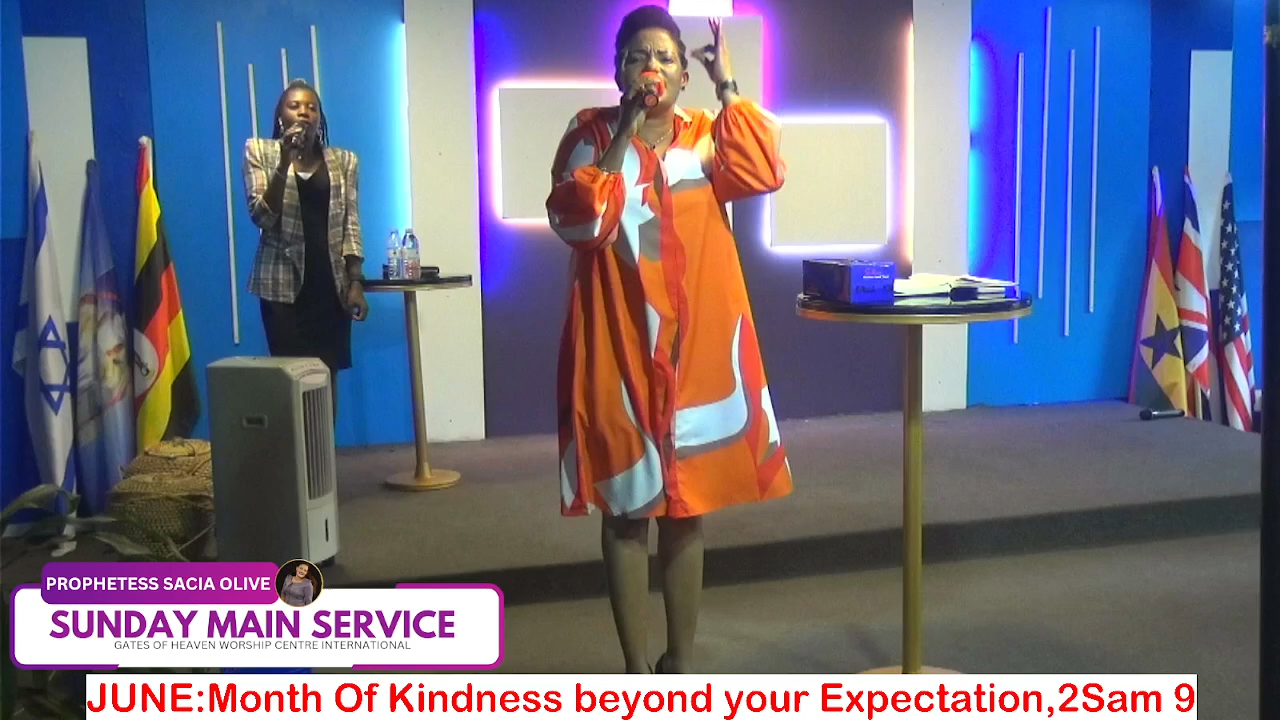 PROPHETESS SACIA OLIVE
SUNDAY MAIN SERVICE
GATES OF HEAVEN WORSHIP CENTRE INTERNATIONAL
JUNE:Month Of Kindness beyond your Expectation,2Sam 9